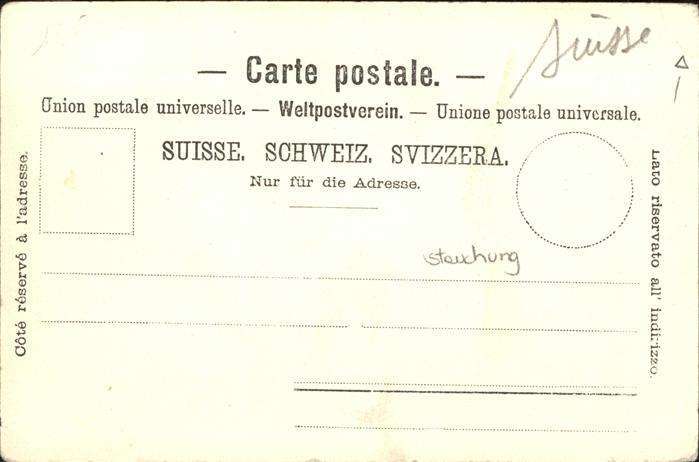 Suisse
— Carte postale. —
Union postale universelle. — Weltpostverein. — Unione postale universale.
SUISSE. SCHWEIZ. SVIZZERA.
Nur für die Adresse.
Côté réservé à l'adresse.
Lato riservato all' indirizzo.
stauchung